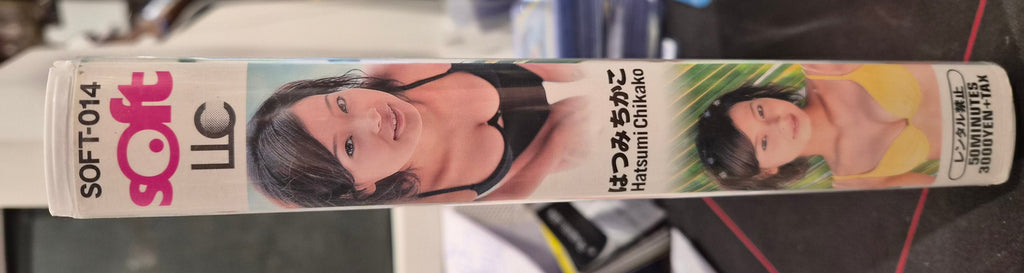 SOFT-014
soft
LLC
はつみちかこ
Hatsumi Chikako
レンタル禁止
50MINUTES
3000YEN+TAX